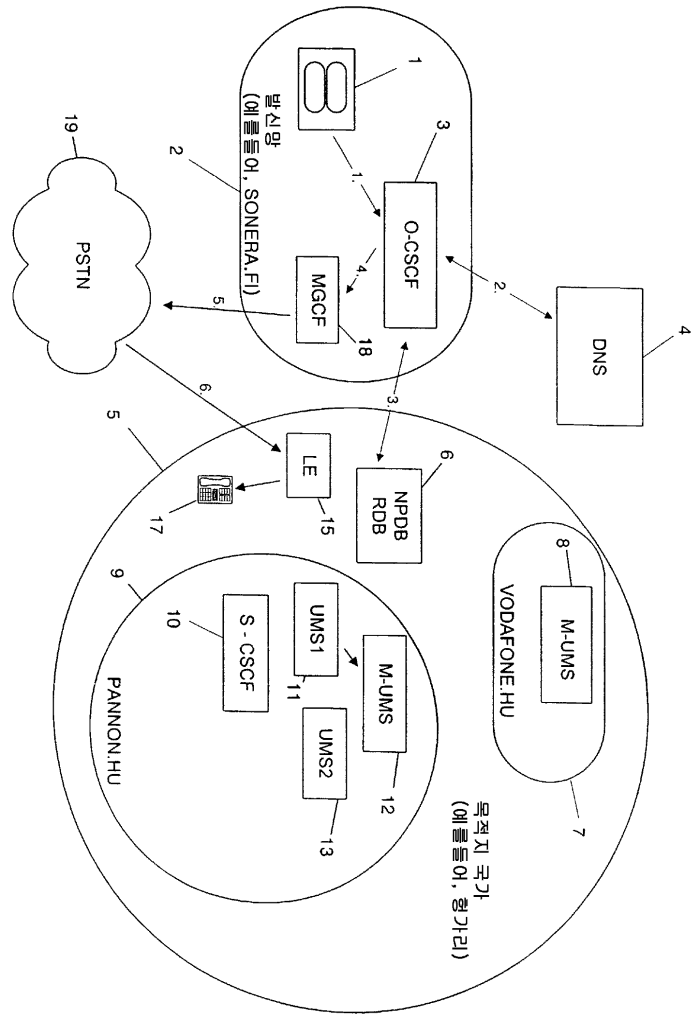 4
DNS
2.
3
O-CSCF
1
1.
4.
MGCF
18
발신망
(예를들어, SONERA.FI)
2
19
PSTN
5.
3.
6.
5
6
NPDB
RDB
LE
15
17
8
M-UMS
VODAFONE.HU
7
목적지 국가
(예를들어, 헝가리)
9
M-UMS
12
UMS1
11
UMS2
13
S - CSCF
10
PANNON.HU